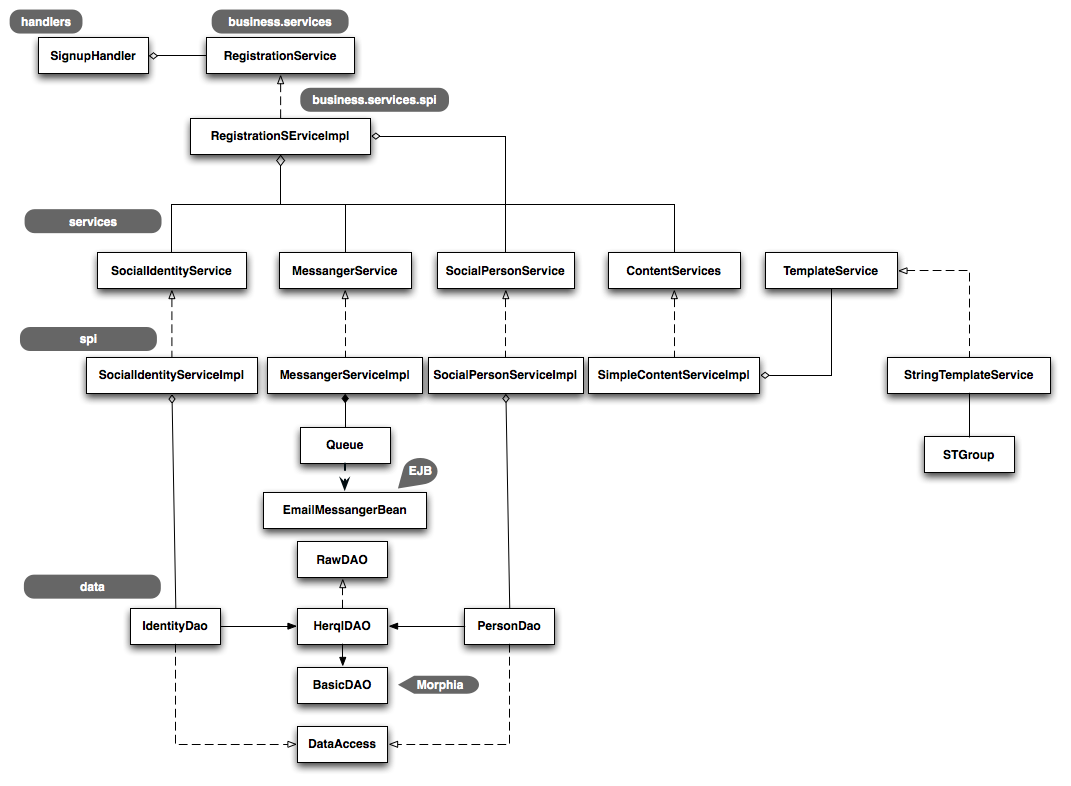 handlers
business.services
SignupHandler
RegistrationService
business.services.spi
RegistrationSErviceImpl
services
SocialIdentityService
MessangerService
SocialPersonService
ContentServices
TemplateService
spi
SocialIdentityServiceImpl
MessangerServiceImpl
SocialPersonServiceImpl
SimpleContentServiceImpl
StringTemplateService
Queue
STGroup
EJB
EmailMessangerBean
RawDAO
data
IdentityDao
HerqlDAO
PersonDao
BasicDAO
Morphia
DataAccess